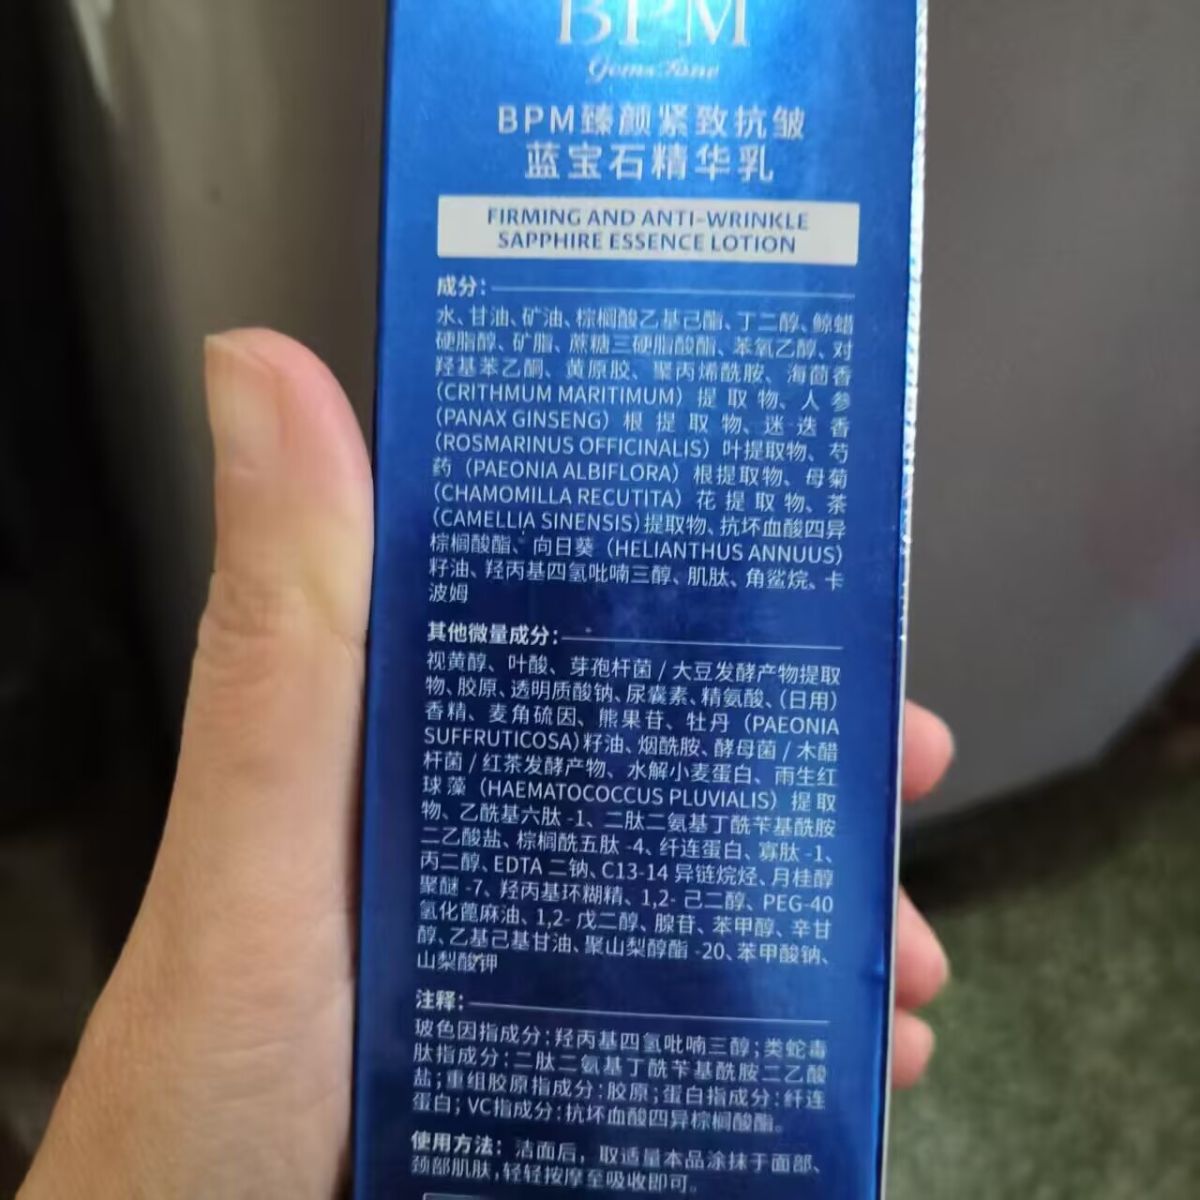 BPM
GemsTane
BPM臻颜紧致抗皱
蓝宝石精华乳
FIRMING AND ANTI-WRINKLE
SAPPHIRE ESSENCE LOTION
成分:
水、甘油、矿油、棕榈酸乙基己酯、丁二醇、鲸蜡
硬脂醇、矿脂、蔗糖三硬脂酸酯、苯氧乙醇、对
羟基苯乙酮、黄原胶、聚丙烯酰胺、海茴香
(CRITHMUM MARITIMUM)提取物、人参
(PANAX GINSENG)根提取物、迷迭香
(ROSMARINUS OFFICINALIS)叶提取物、芍
药(PAEONIA ALBIFLORA)根提取物、母菊
(CHAMOMILLA RECUTITA)花提取物、茶
(CAMELLIA SINENSIS)提取物、抗坏血酸四异
棕榈酸酯、向日葵(HELIANTHUS ANNUUS)
籽油、羟丙基四氢吡喃三醇、肌肽、角鲨烷、卡
波姆
其他微量成分:
视黄醇、叶酸、芽孢杆菌/大豆发酵产物提取
物、胶原、透明质酸钠、尿囊素、精氨酸、(日用)
香精、麦角硫因、熊果苷、牡丹(PAEONIA
SUFFRUTICOSA)籽油、烟酰胺、酵母菌/木醋
杆菌/红茶发酵产物、水解小麦蛋白、雨生红
球藻(HAEMATOCOCCUS PLUVIALIS)提取
物、乙酰基六肽-1、二肽二氨基丁酰苄基酰胺
二乙酸盐、棕榈酰五肽-4、纤连蛋白、寡肽-1、
丙二醇、EDTA二钠、C13-14异链烷烃、月桂醇
聚醚-7、羟丙基环糊精、1,2-己二醇、PEG-40
氢化蓖麻油、1,2-戊二醇、腺苷、苯甲醇、辛甘
醇、乙基己基甘油、聚山梨醇酯-20、苯甲酸钠、
山梨酸钾
注释:
玻色因指成分:羟丙基四氢吡喃三醇;类蛇毒
肽指成分:二肽二氨基丁酰苄基酰胺二乙酸
盐;重组胶原指成分:胶原;蛋白指成分:纤连
蛋白;VC指成分:抗坏血酸四异棕榈酸酯。
使用方法:洁面后,取适量本品涂抹于面部、
颈部肌肤,轻轻按摩至吸收即可。